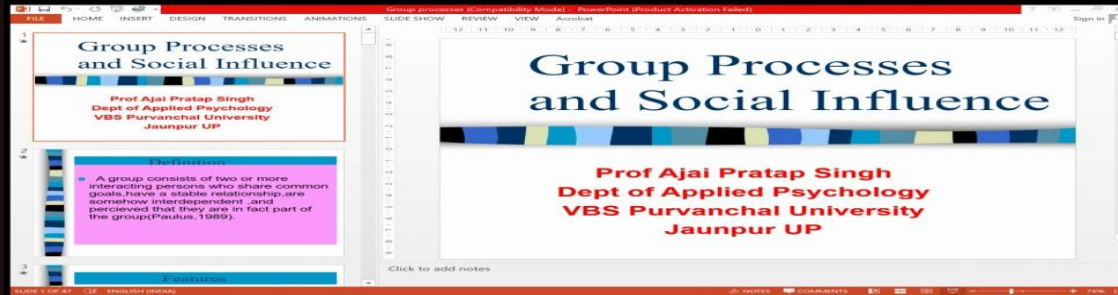 Group processes [Compatibility Mode] - PowerPoint (Product Activation Failed)
FILE HOME INSERT DESIGN TRANSITIONS ANIMATIONS SLIDE SHOW REVIEW VIEW Acrobat Sign in
1
Group Processes
and Social Influence
Prof Ajai Pratap Singh
Dept of Applied Psychology
VBS Purvanchal University
Jaunpur UP
2
Definition
A group consists of two or more
interacting persons who share common
goals,have a stable relationship,are
somehow interdependent ,and
percieved that they are in fact part of
the group(Paulus,1989).
3
Features
Group Processes
and Social Influence
Prof Ajai Pratap Singh
Dept of Applied Psychology
VBS Purvanchal University
Jaunpur UP
Click to add notes
SLIDE 1 OF 47 ENGLISH (INDIA) NOTES COMMENTS 76%